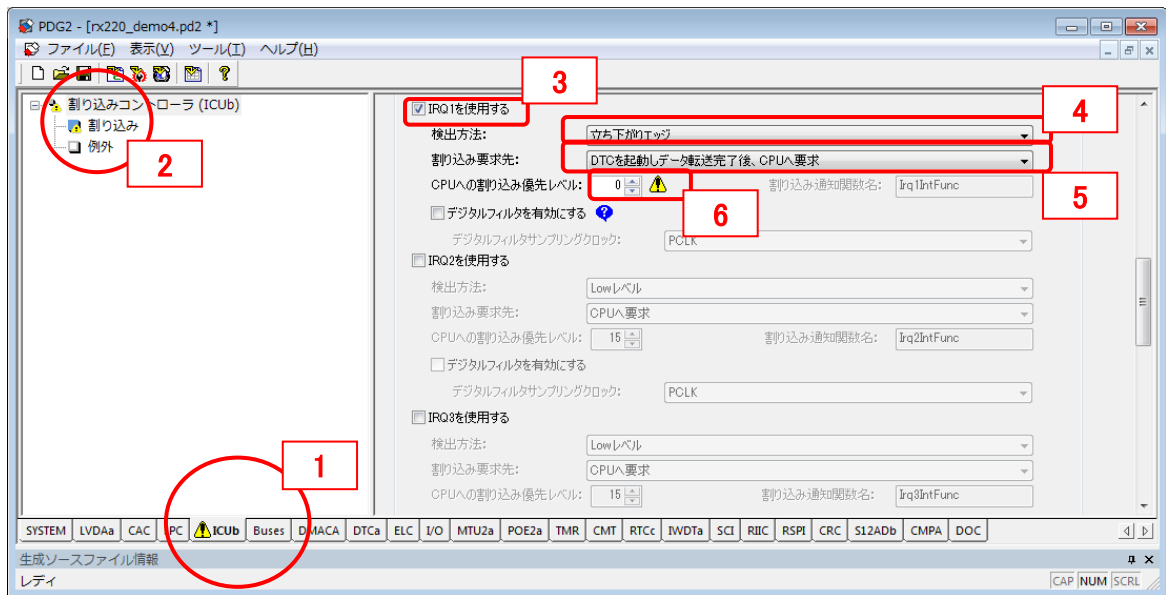 PDG2 - [rx220_demo4.pd2 *]
ファイル(F) 表示(V) ツール(T) ヘルプ(H)
割り込みコントローラ (ICUb)
割り込み
例外
2
3
IRQ1を使用する
4
検出方法: 立ち下がりエッジ
割り込み要求先: DTCを起動しデータ転送完了後、CPUへ要求
5
CPUへの割り込み優先レベル: 0 割り込み通知関数名: Irq1IntFunc
6
デジタルフィルタを有効にする
デジタルフィルタサンプリングクロック: PCLK
IRQ2を使用する
検出方法: Lowレベル
割り込み要求先: CPUへ要求
CPUへの割り込み優先レベル: 15 割り込み通知関数名: Irq2IntFunc
デジタルフィルタを有効にする
デジタルフィルタサンプリングクロック: PCLK
IRQ3を使用する
検出方法: Lowレベル
割り込み要求先: CPUへ要求
CPUへの割り込み優先レベル: 15 割り込み通知関数名: Irq3IntFunc
1
SYSTEM LVDAa CAC PC ICUb Buses DMACA DTCa ELC I/O MTU2a POE2a TMR CMT RTCc IWDTa SCI RIIC RSPI CRC S12ADb CMPA DOC
生成ソースファイル情報
レディ CAP NUM SCRL